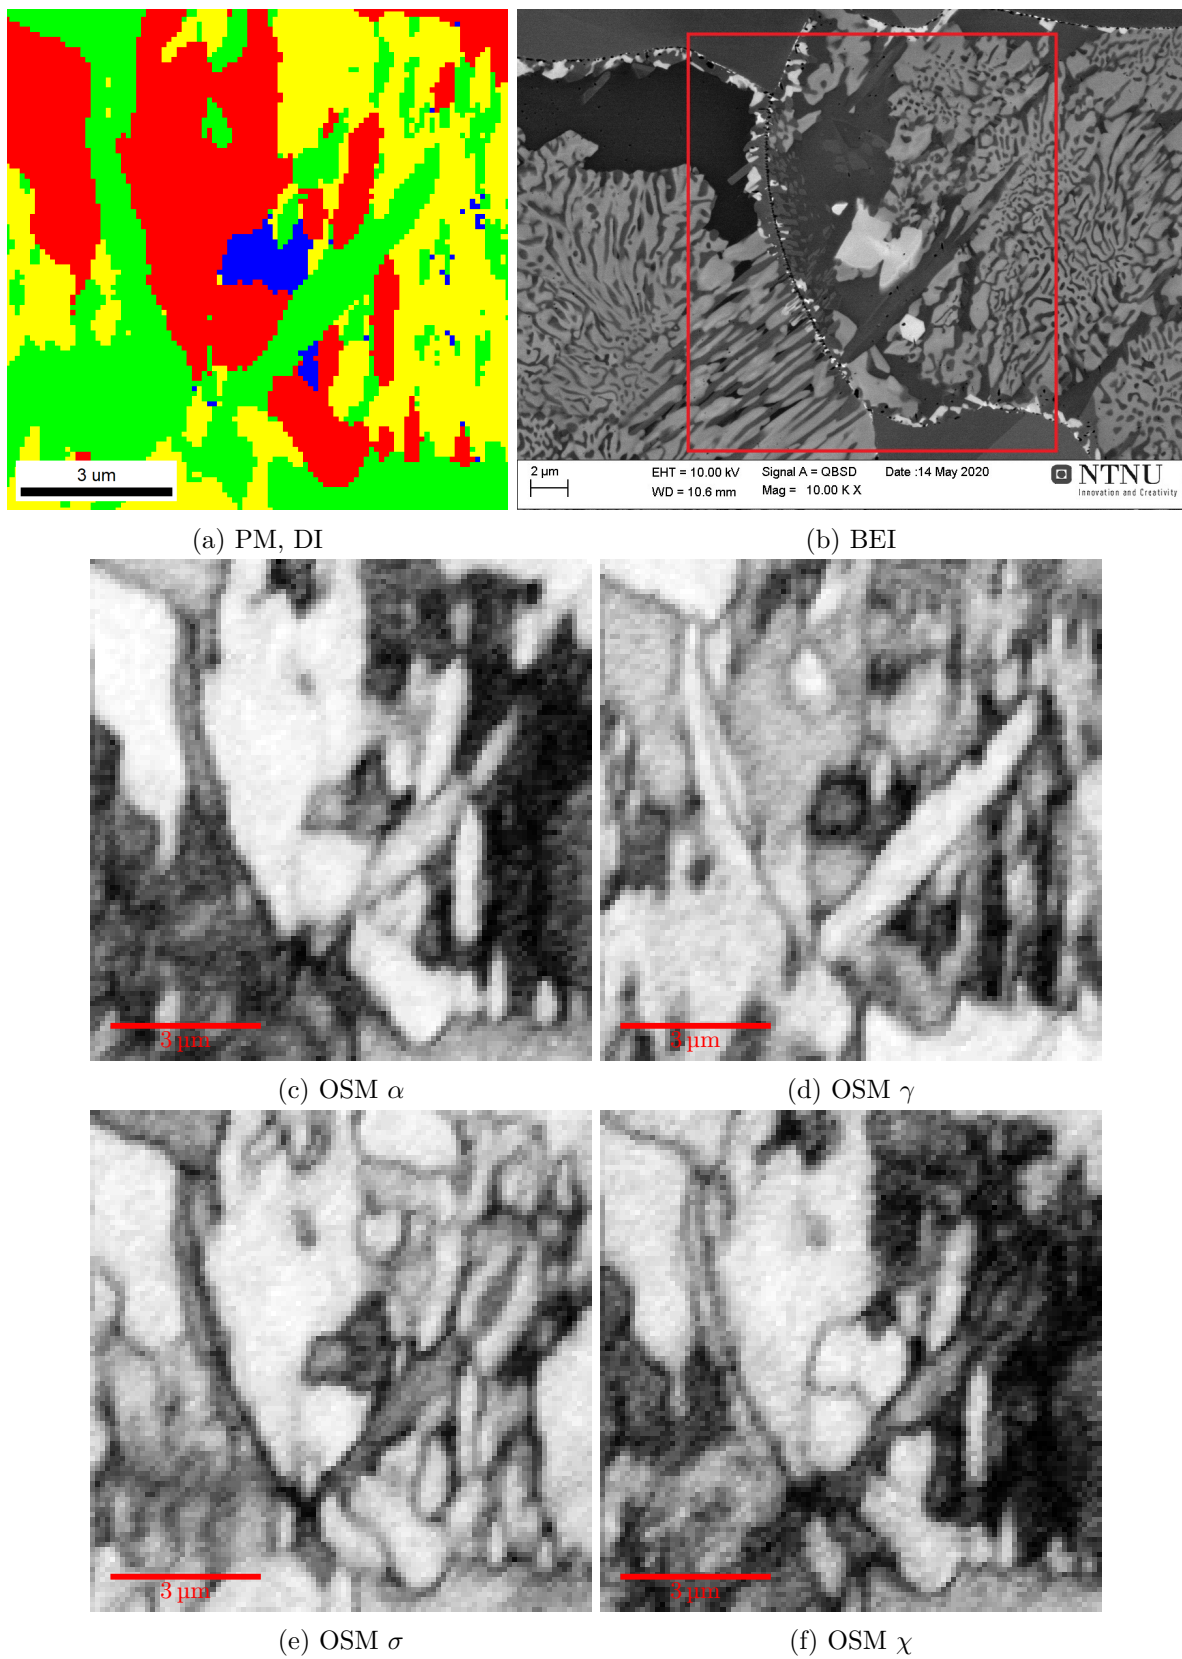 3 um
2 µm
EHT = 10.00 kV Signal A = QBSD Date :14 May 2020
WD = 10.6 mm Mag = 10.00 K X
NTNU
Innovation and Creativity
(a) PM, DI
(b) BEI
3 µm
3 µm
(c) OSM α
(d) OSM γ
3 µm
3 µm
(e) OSM σ
(f) OSM χ